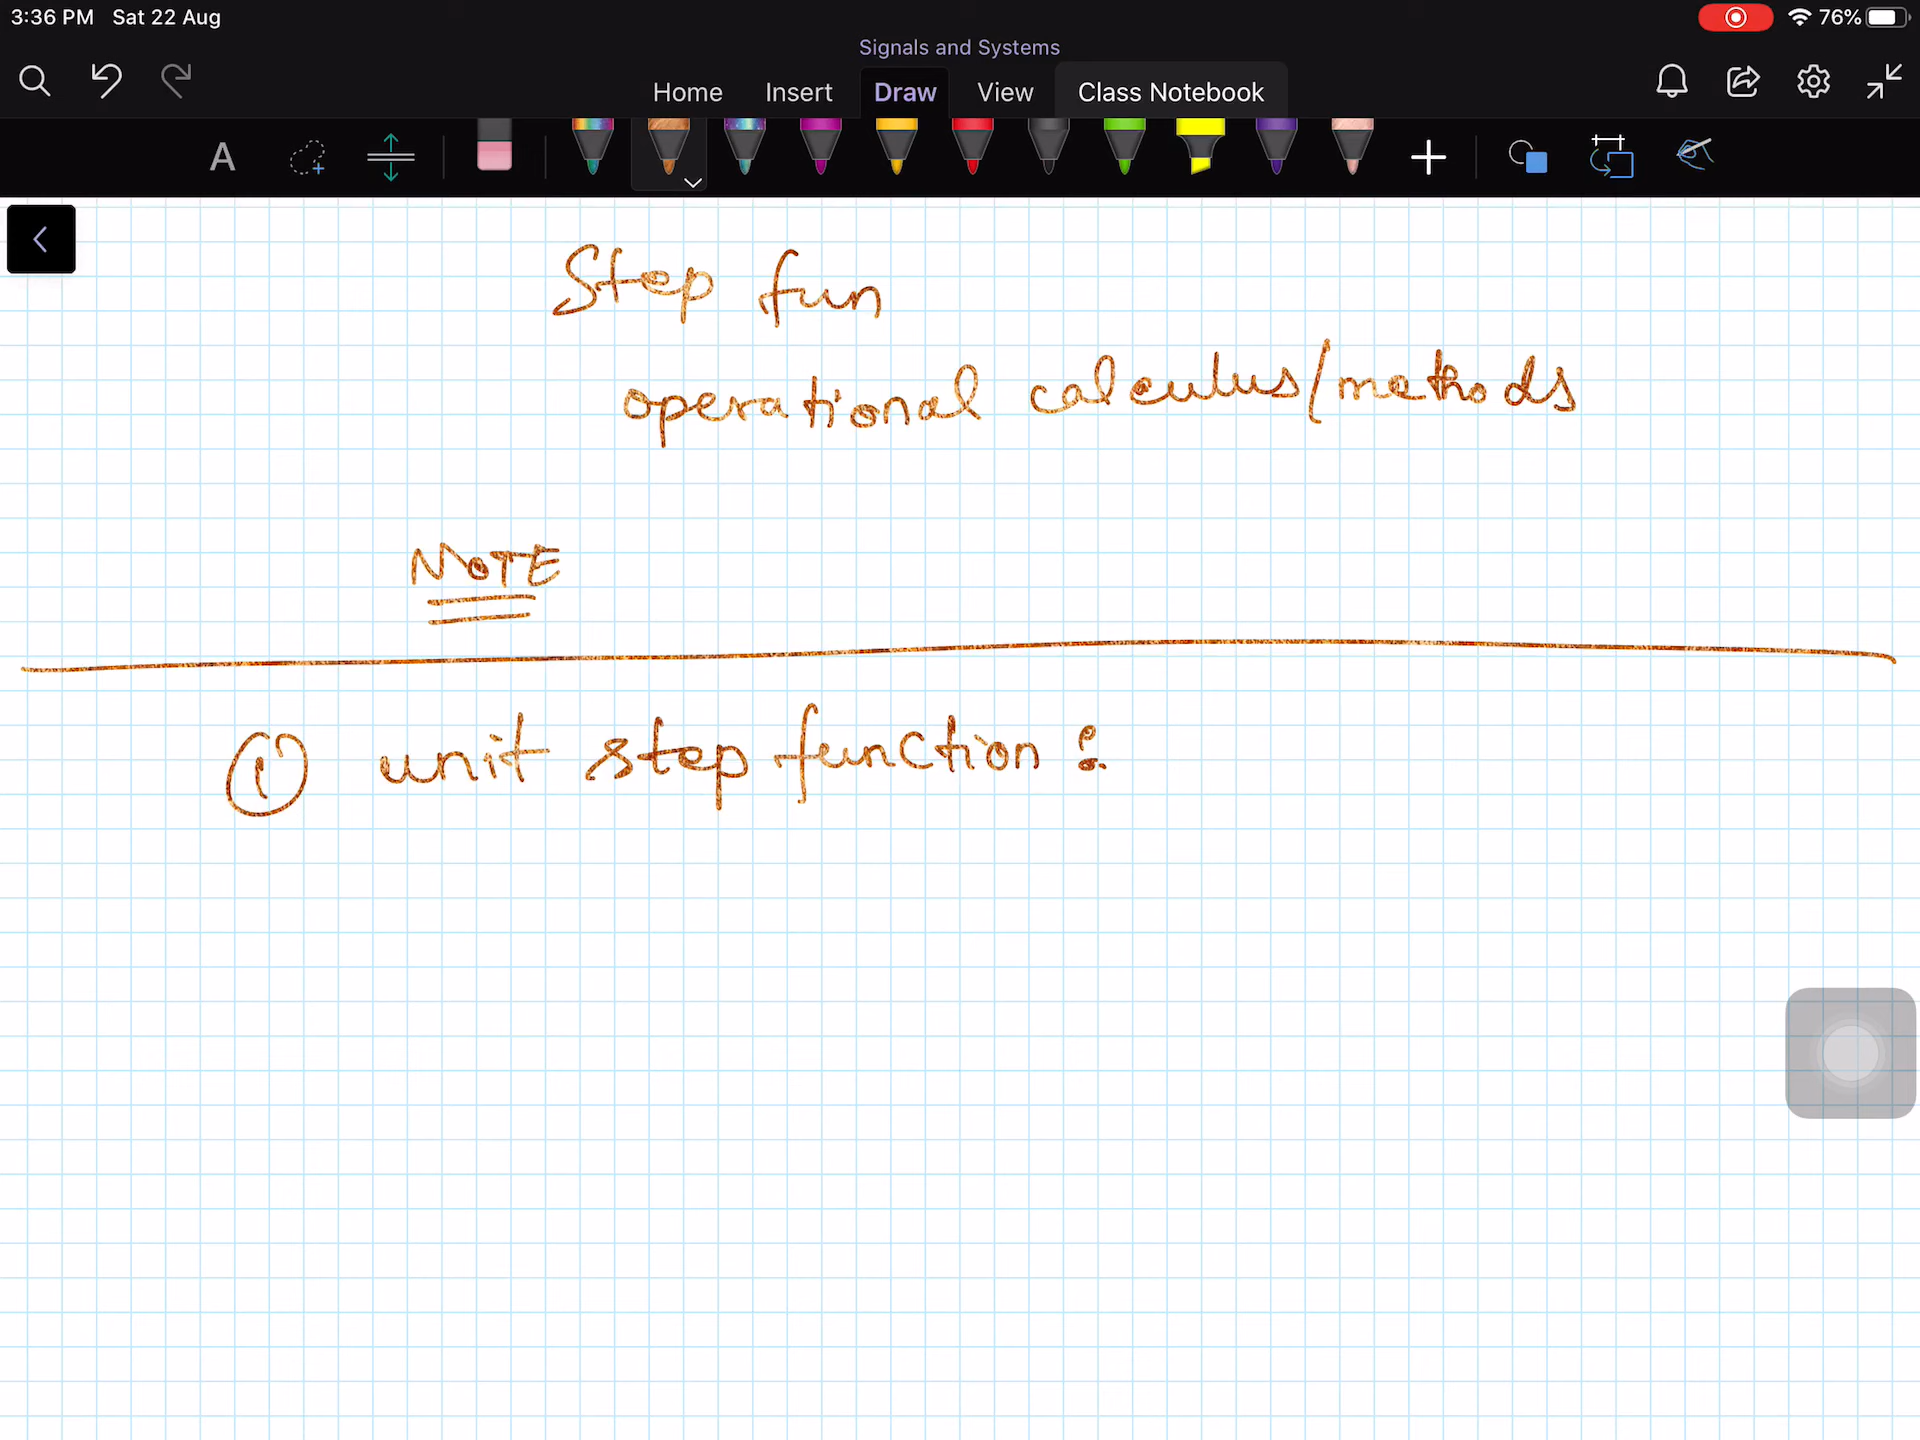 3:36 PM Sat 22 Aug
76%
Signals and Systems
Home Insert Draw View Class Notebook
A
Step fun
operational calculus/methods
NOTE
① unit step function :